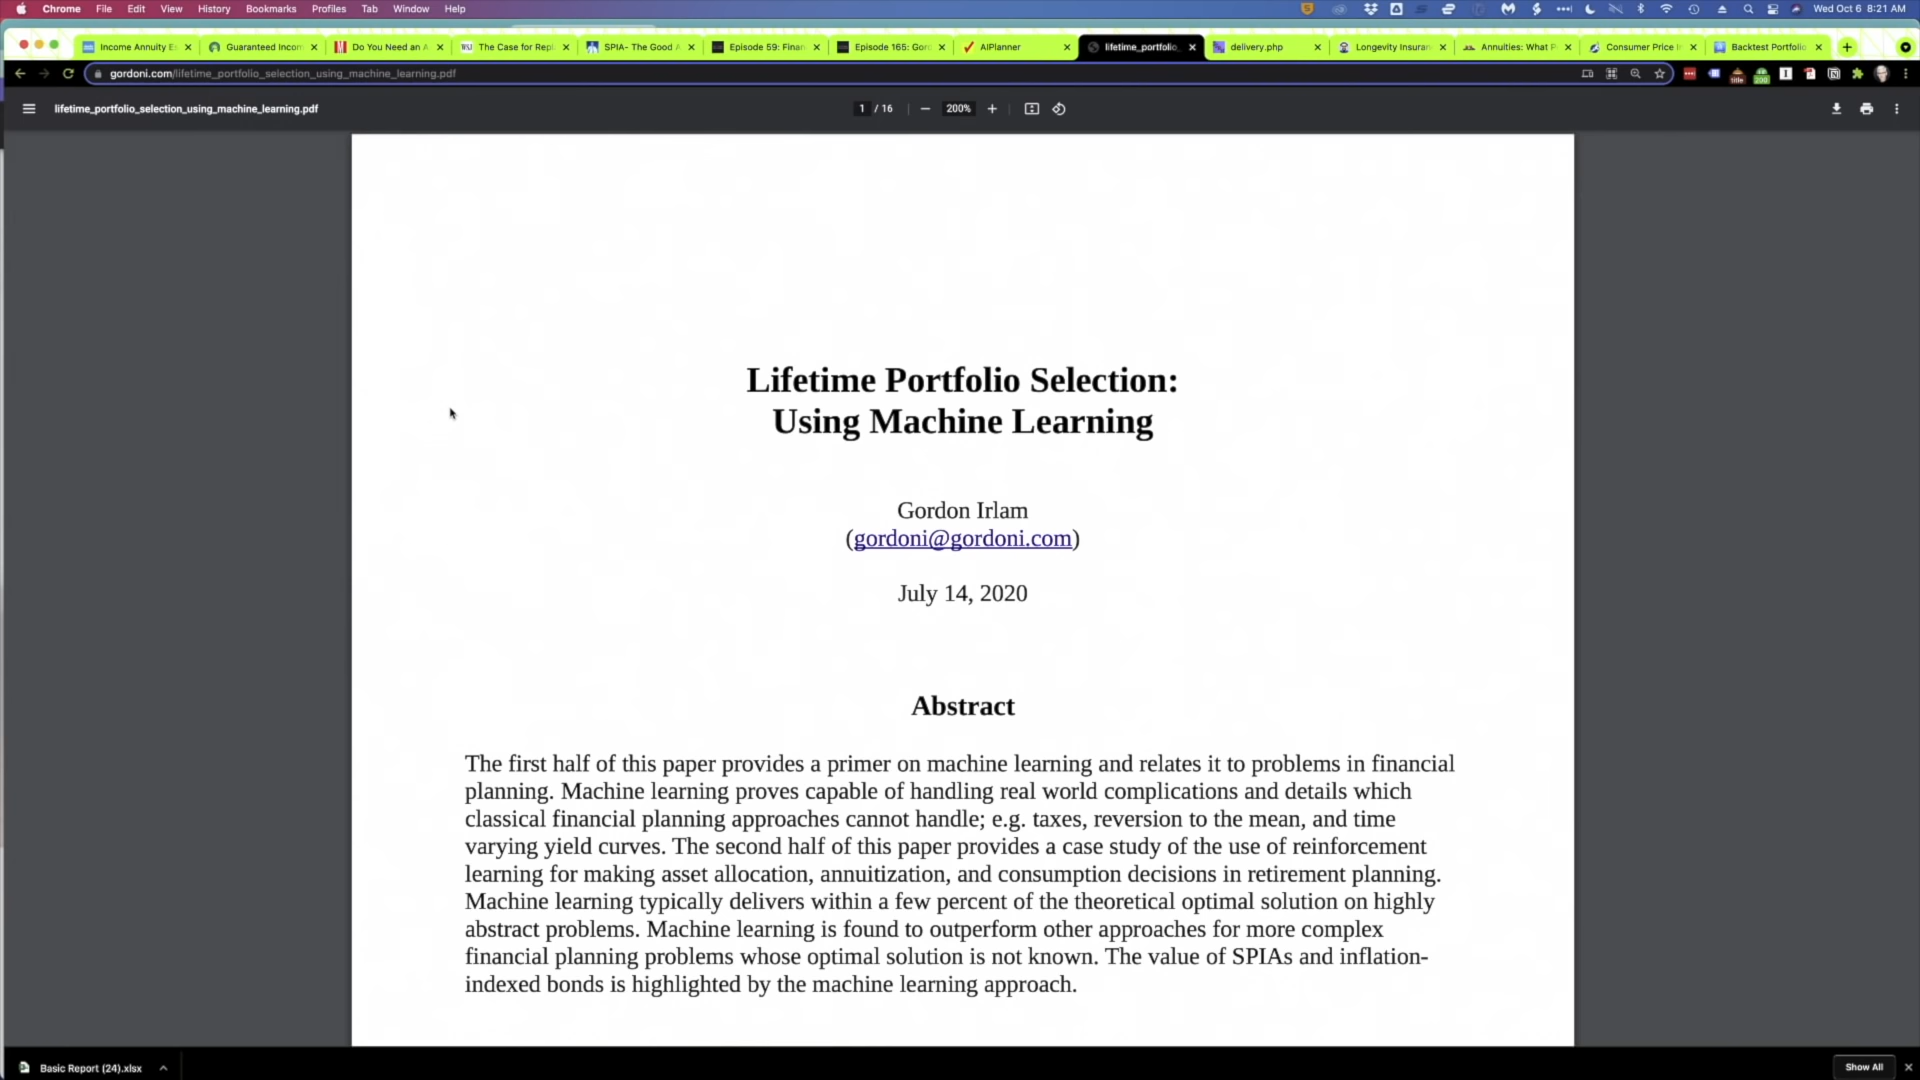 Chrome File Edit View History Bookmarks Profiles Tab Window Help Wed Oct 6 8:21 AM
Income Annuity Es Guaranteed Incom Do You Need an A The Case for Repl SPIA- The Good A Episode 59: Finan Episode 165: Gor AIPlanner lifetime_portfolio_ delivery.php Longevity Insuran Annuities: What P Consumer Price I Backtest Portfolio
gordoni.com/lifetime_portfolio_selection_using_machine_learning.pdf
lifetime_portfolio_selection_using_machine_learning.pdf 1 / 16 200%
Lifetime Portfolio Selection:
Using Machine Learning
Gordon Irlam
(gordoni@gordoni.com)
July 14, 2020
Abstract
The first half of this paper provides a primer on machine learning and relates it to problems in financial
planning. Machine learning proves capable of handling real world complications and details which
classical financial planning approaches cannot handle; e.g. taxes, reversion to the mean, and time
varying yield curves. The second half of this paper provides a case study of the use of reinforcement
learning for making asset allocation, annuitization, and consumption decisions in retirement planning.
Machine learning typically delivers within a few percent of the theoretical optimal solution on highly
abstract problems. Machine learning is found to outperform other approaches for more complex
financial planning problems whose optimal solution is not known. The value of SPIAs and inflation-
indexed bonds is highlighted by the machine learning approach.
Basic Report (24).xlsx Show All